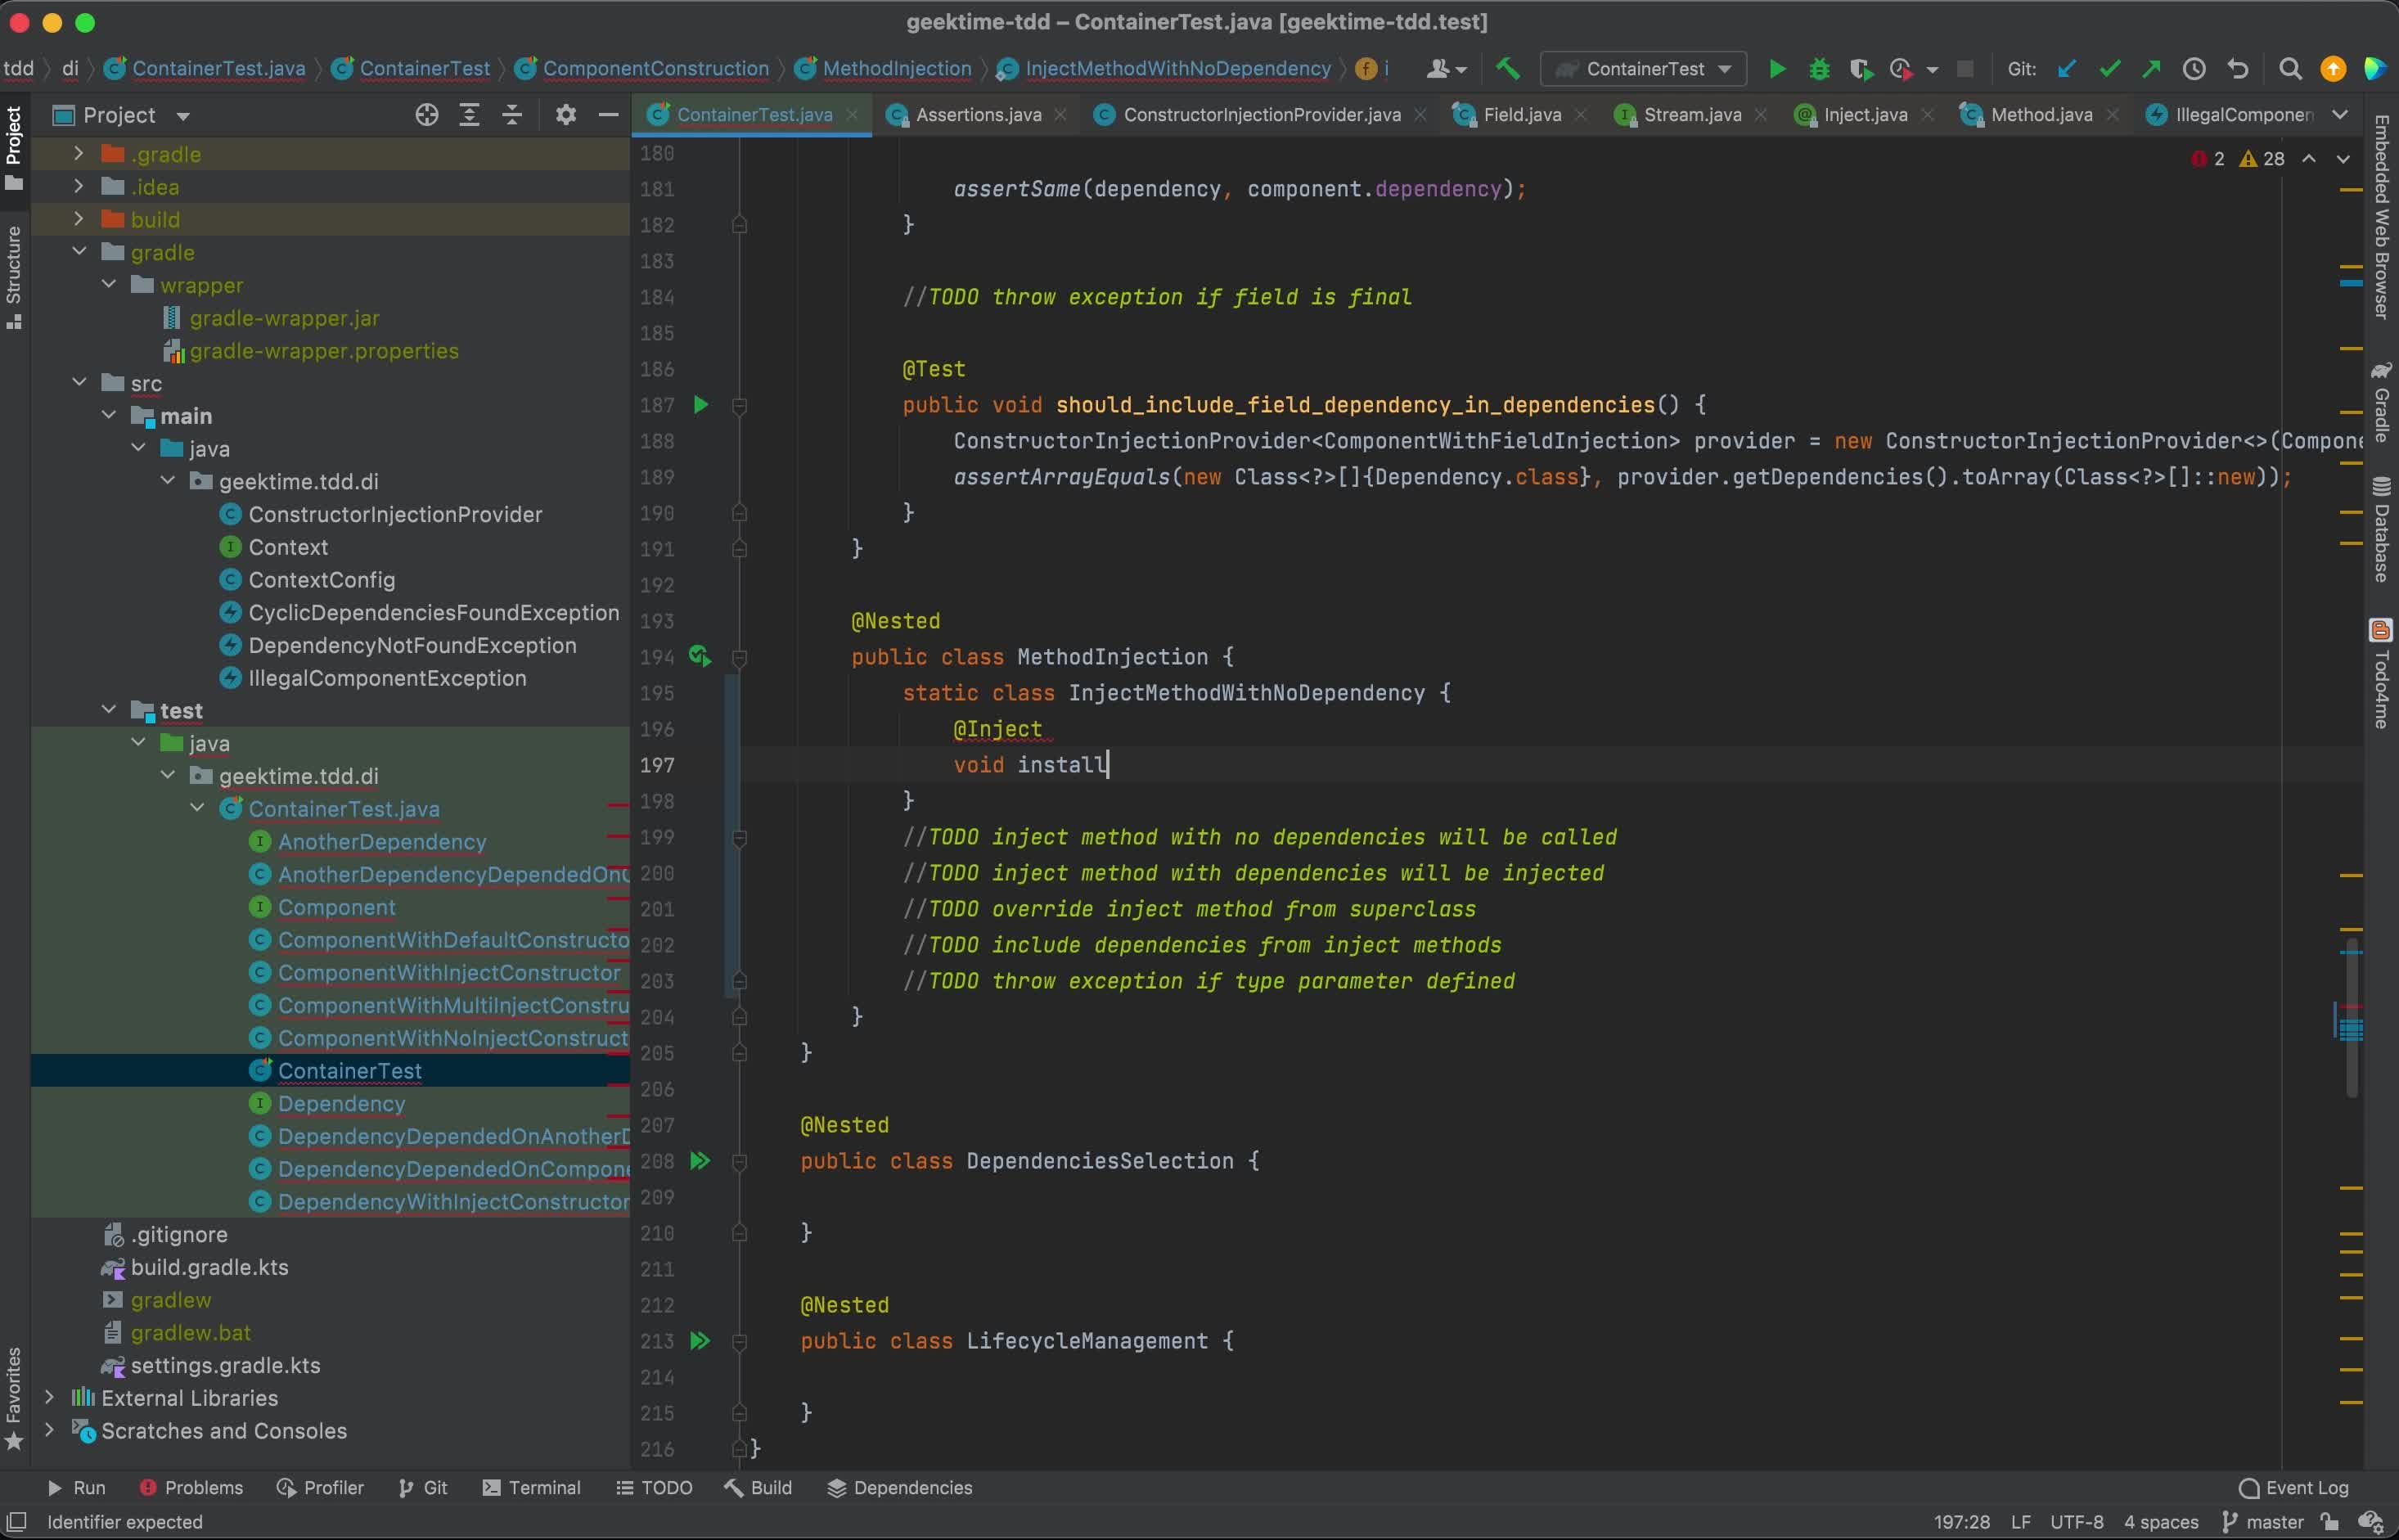 geektime-tdd – ContainerTest.java [geektime-tdd.test]
tdd di ContainerTest.java ContainerTest ComponentConstruction MethodInjection InjectMethodWithNoDependency i ContainerTest Git:
Project
ContainerTest.java Assertions.java ConstructorInjectionProvider.java Field.java Stream.java Inject.java Method.java IllegalComponen
Project
Structure
Favorites
.gradle
.idea
build
gradle
wrapper
gradle-wrapper.jar
gradle-wrapper.properties
src
main
java
geektime.tdd.di
ConstructorInjectionProvider
Context
ContextConfig
CyclicDependenciesFoundException
DependencyNotFoundException
IllegalComponentException
test
java
geektime.tdd.di
ContainerTest.java
AnotherDependency
AnotherDependencyDependedOnC
Component
ComponentWithDefaultConstructo
ComponentWithInjectConstructor
ComponentWithMultiInjectConstru
ComponentWithNoInjectConstruct
ContainerTest
Dependency
DependencyDependedOnAnotherD
DependencyDependedOnCompone
DependencyWithInjectConstructor
.gitignore
build.gradle.kts
gradlew
gradlew.bat
settings.gradle.kts
External Libraries
Scratches and Consoles
2 28
180
181 assertSame(dependency, component.dependency);
182 }
183
184 //TODO throw exception if field is final
185
186 @Test
187 public void should_include_field_dependency_in_dependencies() {
188 ConstructorInjectionProvider<ComponentWithFieldInjection> provider = new ConstructorInjectionProvider<>(Compone
189 assertArrayEquals(new Class<?>[]{Dependency.class}, provider.getDependencies().toArray(Class<?>[]::new));
190 }
191 }
192
193 @Nested
194 public class MethodInjection {
195 static class InjectMethodWithNoDependency {
196 @Inject
197 void install
198 }
199 //TODO inject method with no dependencies will be called
200 //TODO inject method with dependencies will be injected
201 //TODO override inject method from superclass
202 //TODO include dependencies from inject methods
203 //TODO throw exception if type parameter defined
204 }
205 }
206
207 @Nested
208 public class DependenciesSelection {
209
210 }
211
212 @Nested
213 public class LifecycleManagement {
214
215 }
216 }
Embedded Web Browser
Gradle
Database
Todo4me
Run Problems Profiler Git Terminal TODO Build Dependencies Event Log
Identifier expected 197:28 LF UTF-8 4 spaces master